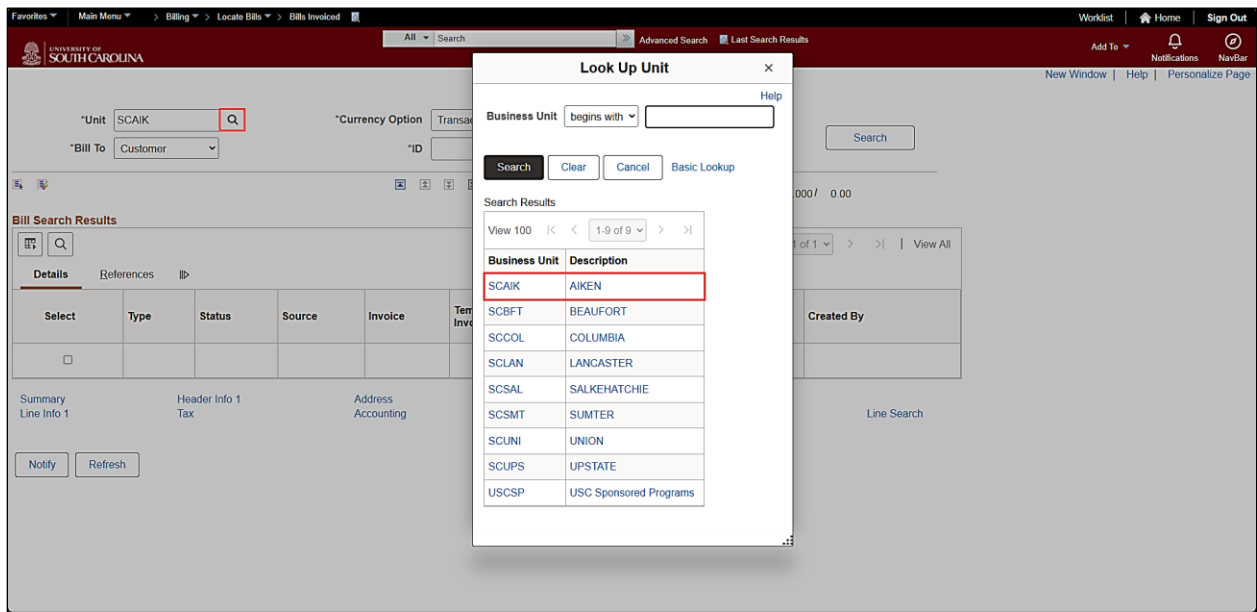 Favorites Main Menu > Billing > Locate Bills > Bills Invoiced Worklist Home Sign Out
UNIVERSITY OF
SOUTH CAROLINA
All Search Advanced Search Last Search Results
Add To Notifications NavBar
New Window | Help | Personalize Page
*Unit SCAIK *Currency Option
*Bill To Customer *ID
Search
0.00
Bill Search Results
1 of 1 > >| | View All
Details References
Select Type Status Source Invoice Created By
Summary Header Info 1 Address
Line Info 1 Tax Accounting Line Search
Notify Refresh
Look Up Unit ×
Help
Business Unit begins with
Search Clear Cancel Basic Lookup
Search Results
View 100 |< < 1-9 of 9 > >|
Business Unit Description
SCAIK AIKEN
SCBFT BEAUFORT
SCCOL COLUMBIA
SCLAN LANCASTER
SCSAL SALKEHATCHIE
SCSMT SUMTER
SCUNI UNION
SCUPS UPSTATE
USCSP USC Sponsored Programs